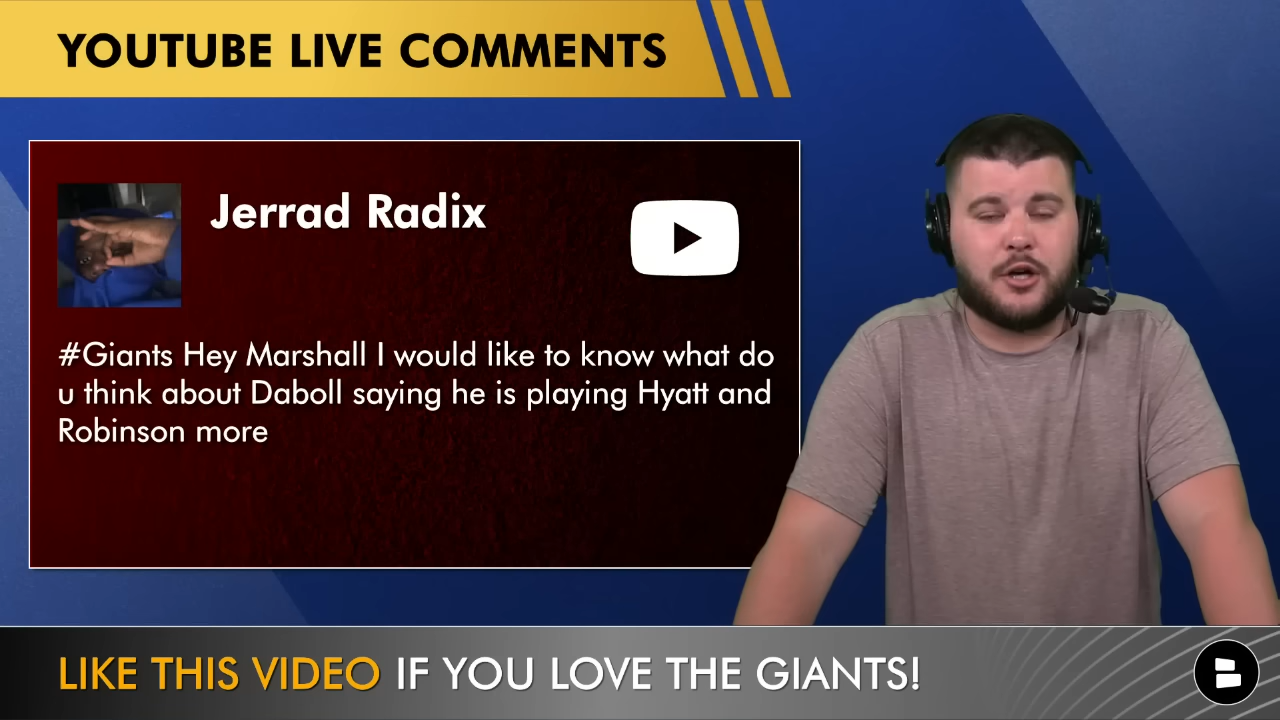 YOUTUBE LIVE COMMENTS
Jerrad Radix
#Giants Hey Marshall I would like to know what do
u think about Daboll saying he is playing Hyatt and
Robinson more
LIKE THIS VIDEO IF YOU LOVE THE GIANTS!